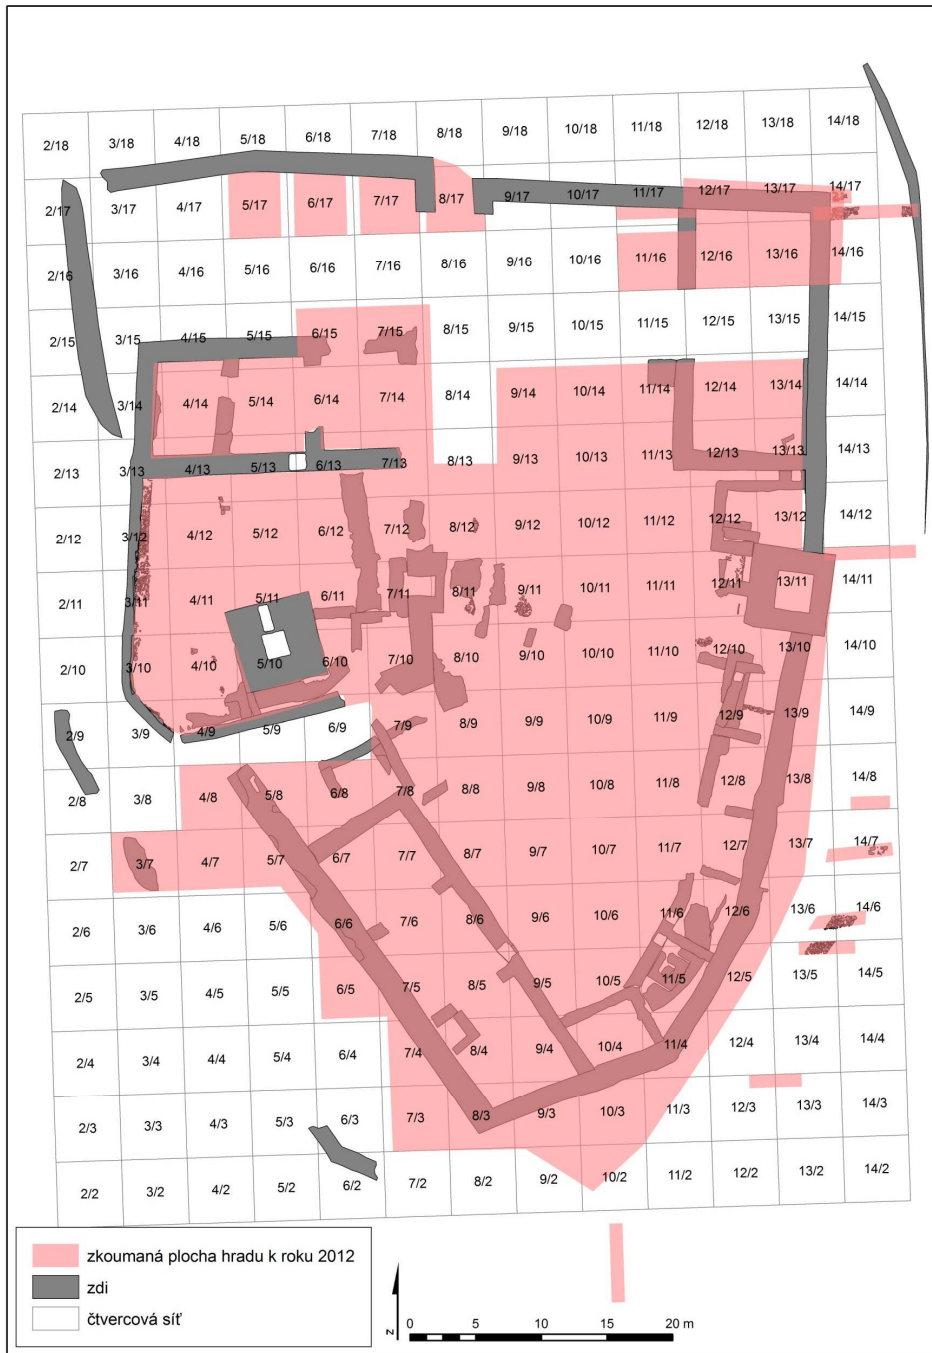 2/18 3/18 4/18 5/18 6/18 7/18 8/18 9/18 10/18 11/18 12/18 13/18 14/18
2/17 3/17 4/17 5/17 6/17 7/17 8/17 9/17 10/17 11/17 12/17 13/17 14/17
2/16 3/16 4/16 5/16 6/16 7/16 8/16 9/16 10/16 11/16 12/16 13/16 14/16
2/15 3/15 4/15 5/15 6/15 7/15 8/15 9/15 10/15 11/15 12/15 13/15 14/15
2/14 3/14 4/14 5/14 6/14 7/14 8/14 9/14 10/14 11/14 12/14 13/14 14/14
2/13 3/13 4/13 5/13 6/13 7/13 8/13 9/13 10/13 11/13 12/13 13/13 14/13
2/12 3/12 4/12 5/12 6/12 7/12 8/12 9/12 10/12 11/12 12/12 13/12 14/12
2/11 3/11 4/11 5/11 6/11 7/11 8/11 9/11 10/11 11/11 12/11 13/11 14/11
2/10 3/10 4/10 5/10 6/10 7/10 8/10 9/10 10/10 11/10 12/10 13/10 14/10
2/9 3/9 4/9 5/9 6/9 7/9 8/9 9/9 10/9 11/9 12/9 13/9 14/9
2/8 3/8 4/8 5/8 6/8 7/8 8/8 9/8 10/8 11/8 12/8 13/8 14/8
2/7 3/7 4/7 5/7 6/7 7/7 8/7 9/7 10/7 11/7 12/7 13/7 14/7
2/6 3/6 4/6 5/6 6/6 7/6 8/6 9/6 10/6 11/6 12/6 13/6 14/6
2/5 3/5 4/5 5/5 6/5 7/5 8/5 9/5 10/5 11/5 12/5 13/5 14/5
2/4 3/4 4/4 5/4 6/4 7/4 8/4 9/4 10/4 11/4 12/4 13/4 14/4
2/3 3/3 4/3 5/3 6/3 7/3 8/3 9/3 10/3 11/3 12/3 13/3 14/3
2/2 3/2 4/2 5/2 6/2 7/2 8/2 9/2 10/2 11/2 12/2 13/2 14/2
zkoumaná plocha hradu k roku 2012
zdi
čtvercová síť
z
0 5 10 15 20 m